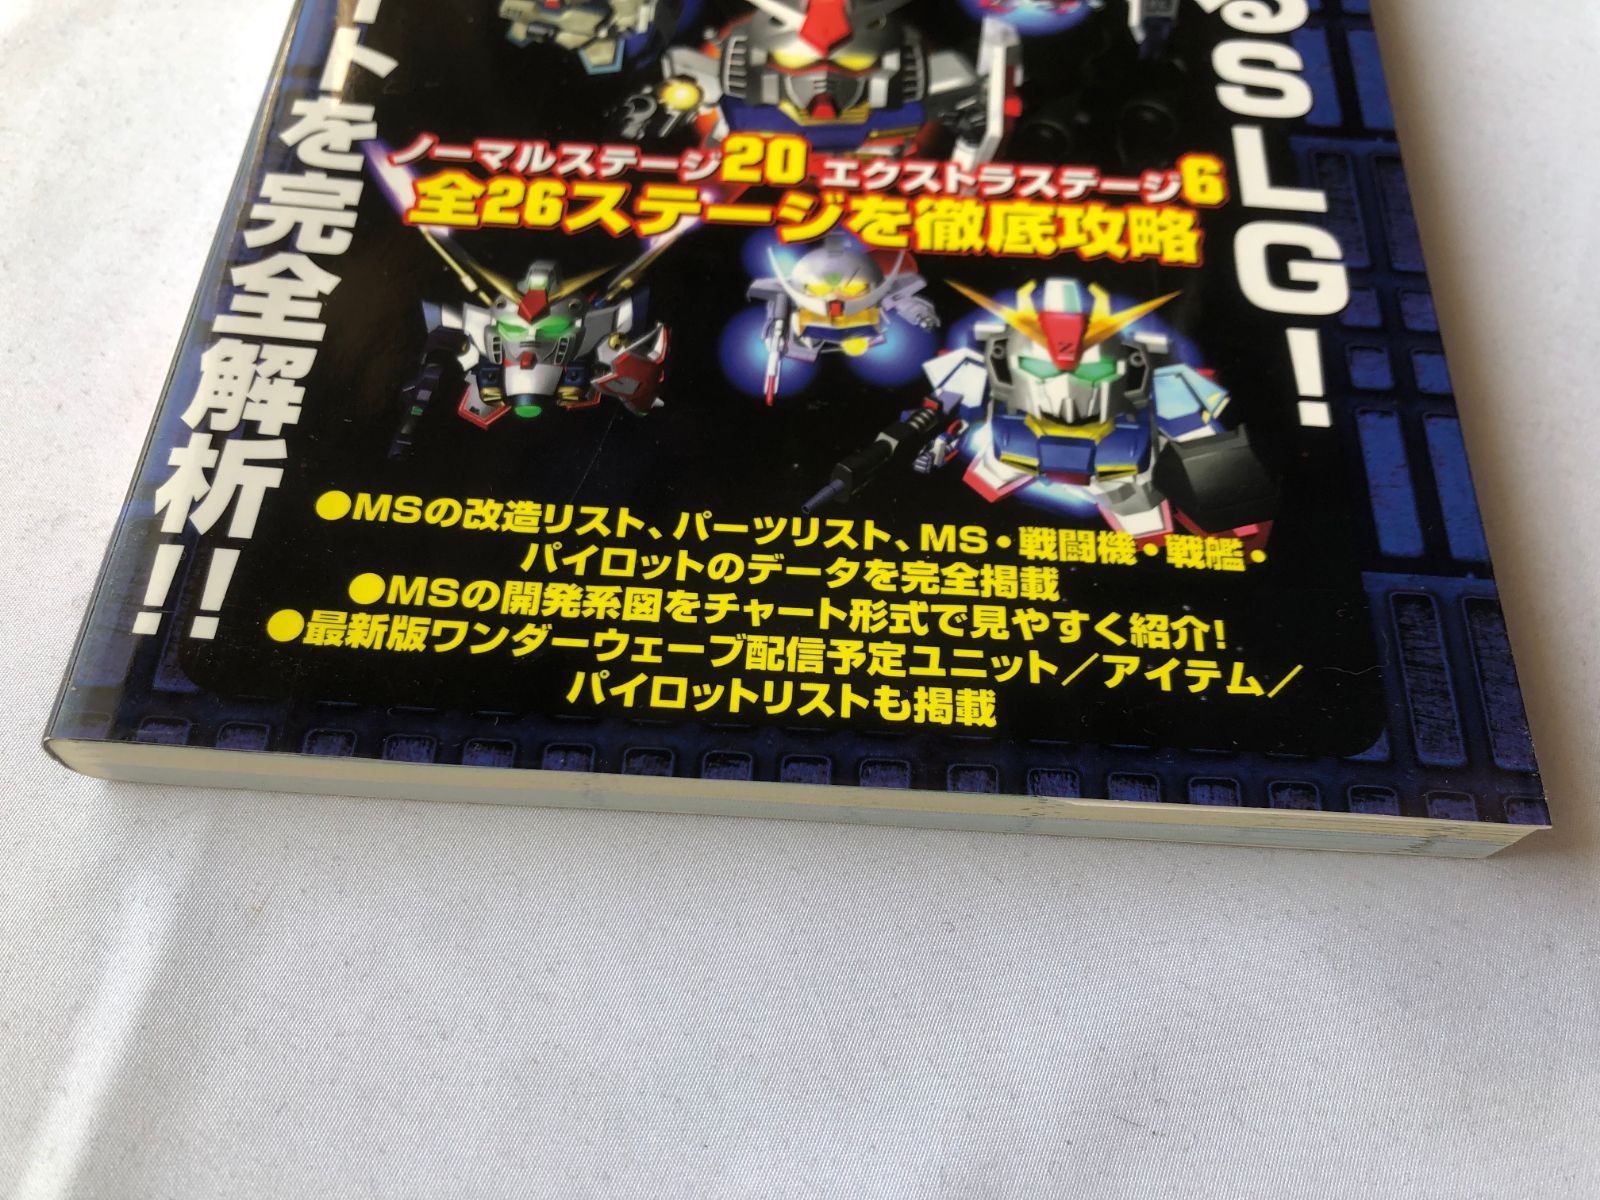 るSLG!
トを完全解析!!
ノーマルステージ20 エクストラステージ6
全26ステージを徹底攻略
●MSの改造リスト、パーツリスト、MS・戦闘機・戦艦・
パイロットのデータを完全掲載
●MSの開発系図をチャート形式で見やすく紹介!
●最新版ワンダーウェーブ配信予定ユニット/アイテム/
パイロットリストも掲載